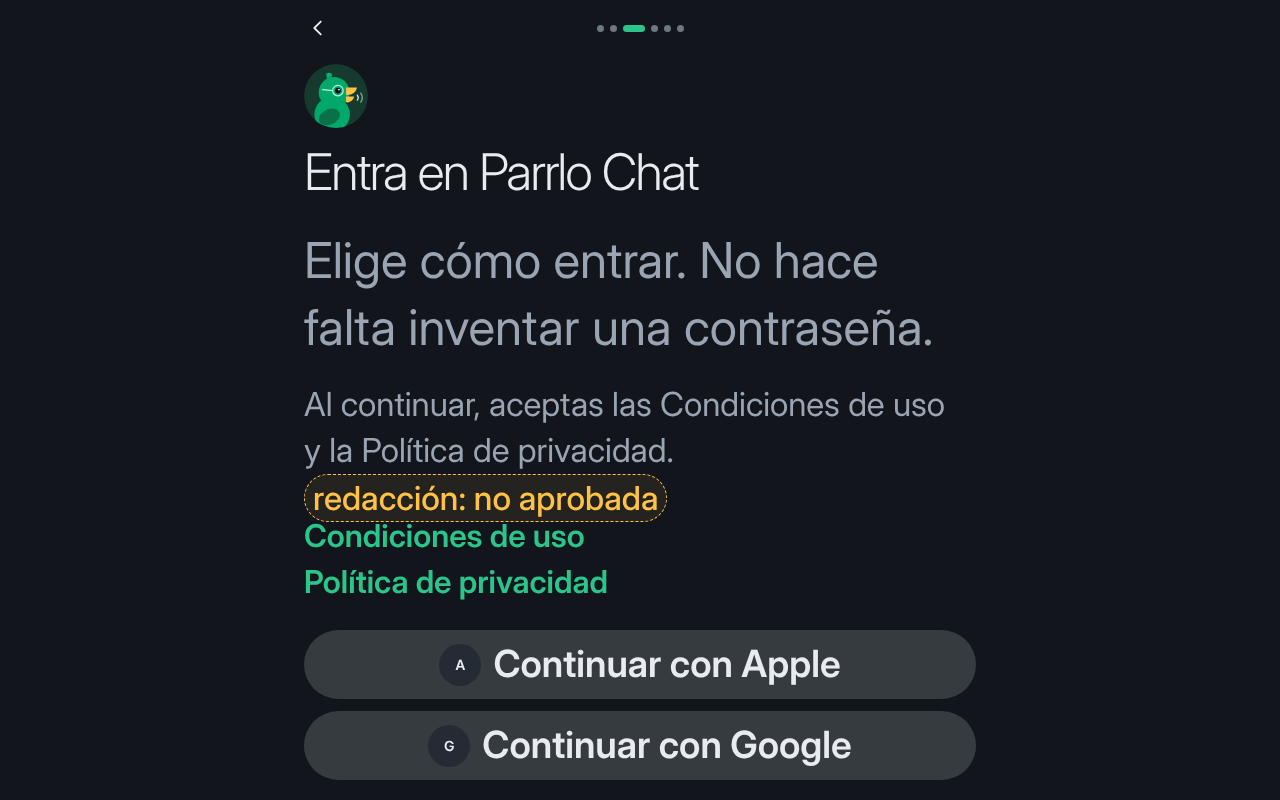 Entra en Parrlo Chat
Elige cómo entrar. No hace
falta inventar una contraseña.
Al continuar, aceptas las Condiciones de uso
y la Política de privacidad.
redacción: no aprobada
Condiciones de uso
Política de privacidad
A Continuar con Apple
G Continuar con Google